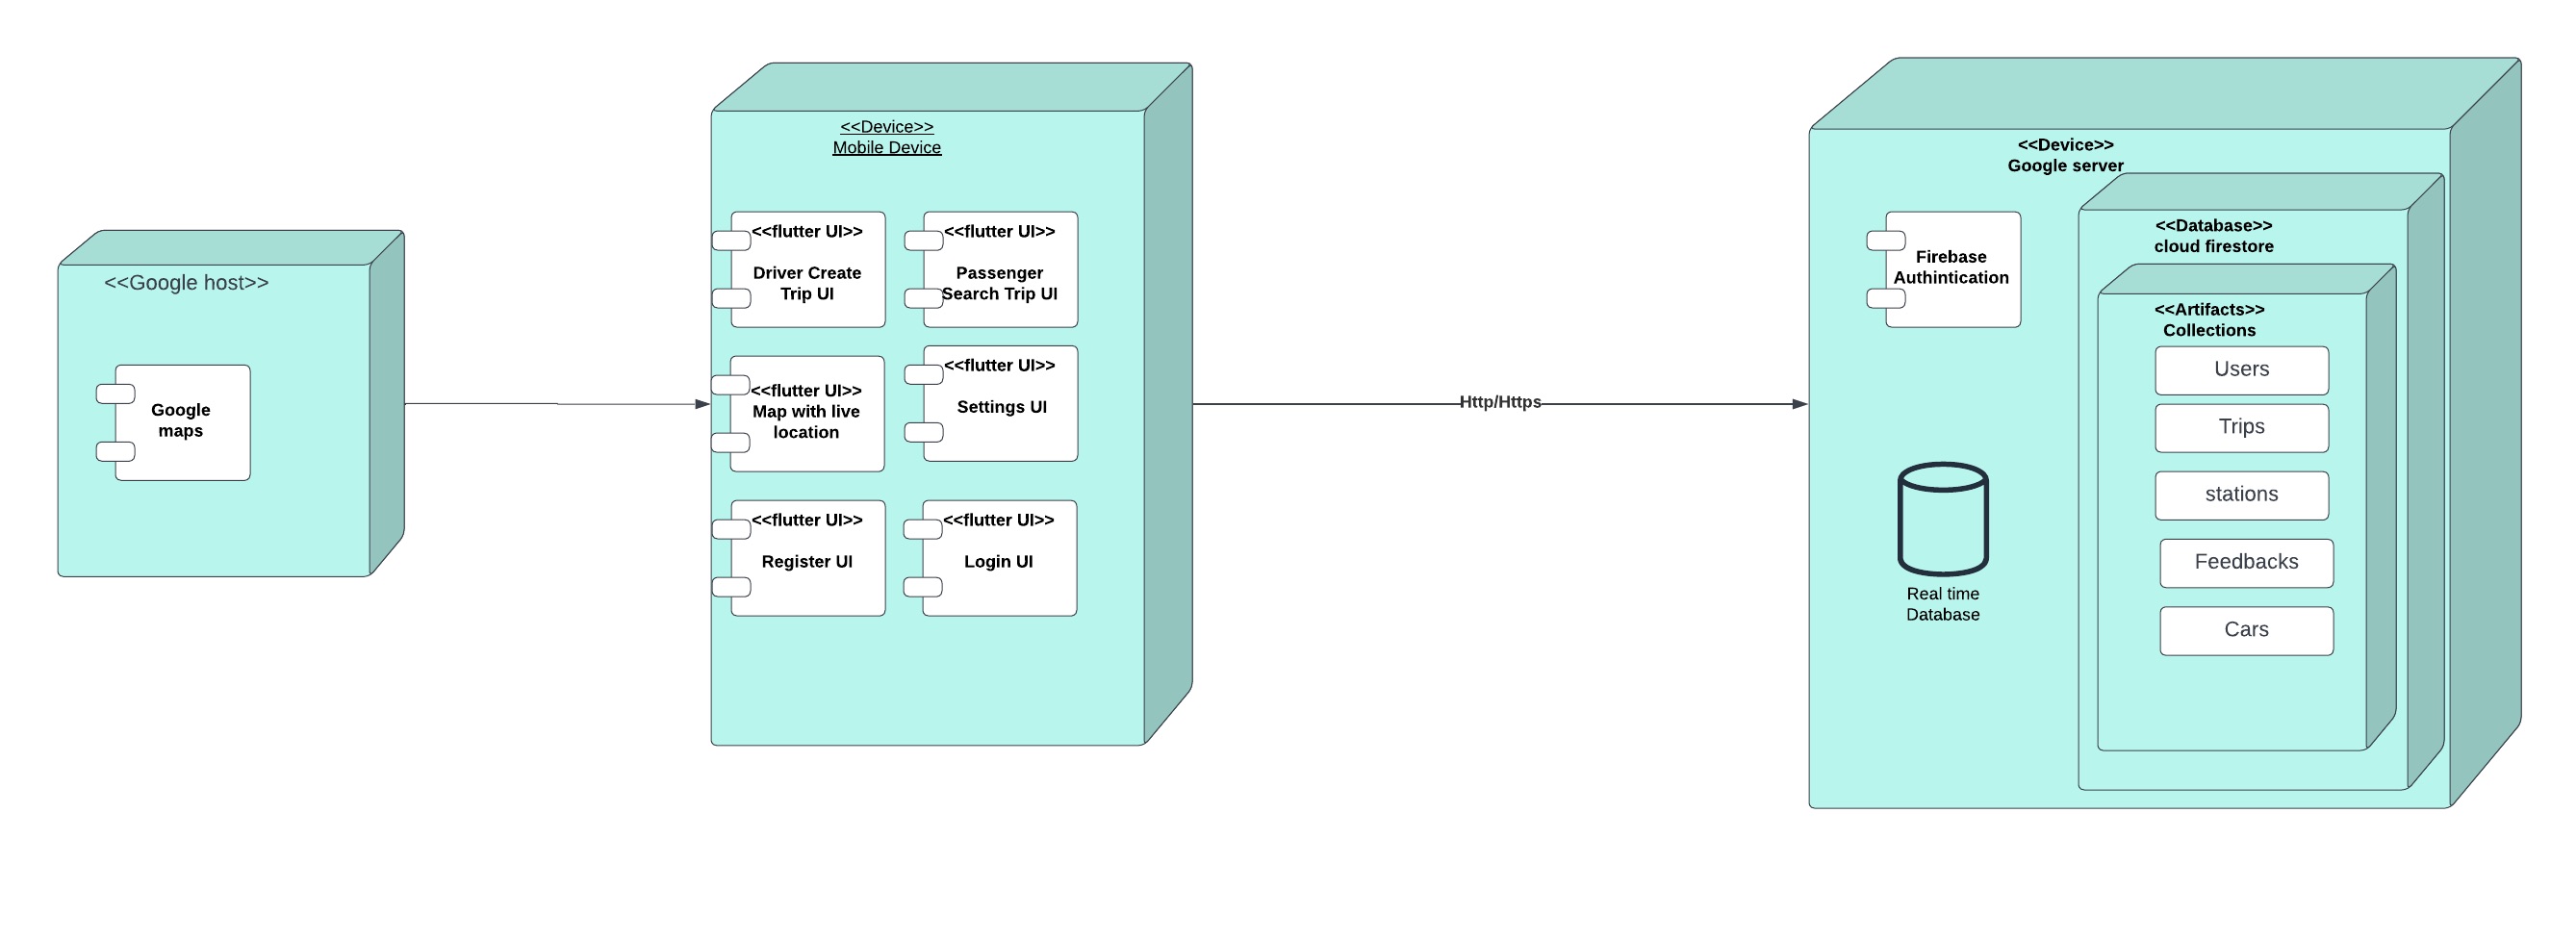 <<Google host>>
Google
maps
<<Device>>
Mobile Device
<<flutter UI>>
Driver Create
Trip UI
<<flutter UI>>
Passenger
Search Trip UI
<<flutter UI>>
Map with live
location
<<flutter UI>>
Settings UI
<<flutter UI>>
Register UI
<<flutter UI>>
Login UI
Http/Https
<<Device>>
Google server
Firebase
Authintication
Real time
Database
<<Database>>
cloud firestore
<<Artifacts>>
Collections
Users
Trips
stations
Feedbacks
Cars